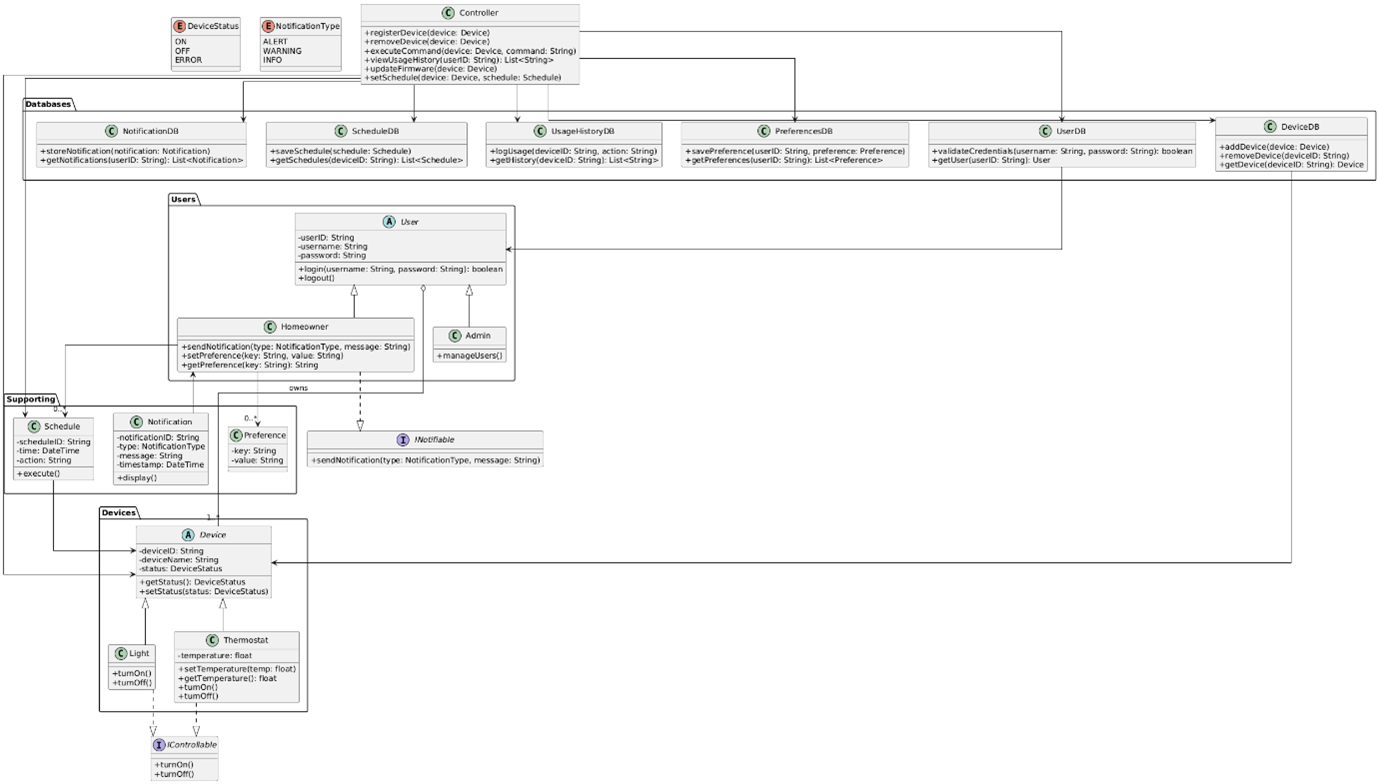 E DeviceStatus
ON
OFF
ERROR
E NotificationType
ALERT
WARNING
INFO
C Controller
+registerDevice(device: Device)
+removeDevice(device: Device)
+executeCommand(device: Device, command: String)
+viewUsageHistory(userID: String): List<String>
+updateFirmware(device: Device)
+setSchedule(device: Device, schedule: Schedule)
Databases
C NotificationDB
+storeNotification(notification: Notification)
+getNotifications(userID: String): List<Notification>
C ScheduleDB
+saveSchedule(schedule: Schedule)
+getSchedules(deviceID: String): List<Schedule>
C UsageHistoryDB
+logUsage(deviceID: String, action: String)
+getHistory(deviceID: String): List<String>
C PreferencesDB
+savePreference(userID: String, preference: Preference)
+getPreferences(userID: String): List<Preference>
C UserDB
+validateCredentials(username: String, password: String): boolean
+getUser(userID: String): User
C DeviceDB
+addDevice(device: Device)
+removeDevice(deviceID: String)
+getDevice(deviceID: String): Device
Users
A User
-userID: String
-username: String
-password: String
+login(username: String, password: String): boolean
+logout()
C Homeowner
+sendNotification(type: NotificationType, message: String)
+setPreference(key: String, value: String)
+getPreference(key: String): String
C Admin
+manageUsers()
owns
Supporting
0..*
C Schedule
-scheduleID: String
-time: DateTime
-action: String
+execute()
C Notification
-notificationID: String
-type: NotificationType
-message: String
-timestamp: DateTime
+display()
0..*
C Preference
-key: String
-value: String
I INotifiable
+sendNotification(type: NotificationType, message: String)
Devices
1..*
A Device
-deviceID: String
-deviceName: String
-status: DeviceStatus
+getStatus(): DeviceStatus
+setStatus(status: DeviceStatus)
C Light
+turnOn()
+turnOff()
C Thermostat
-temperature: float
+setTemperature(temp: float)
+getTemperature(): float
+turnOn()
+turnOff()
I IControllable
+turnOn()
+turnOff()